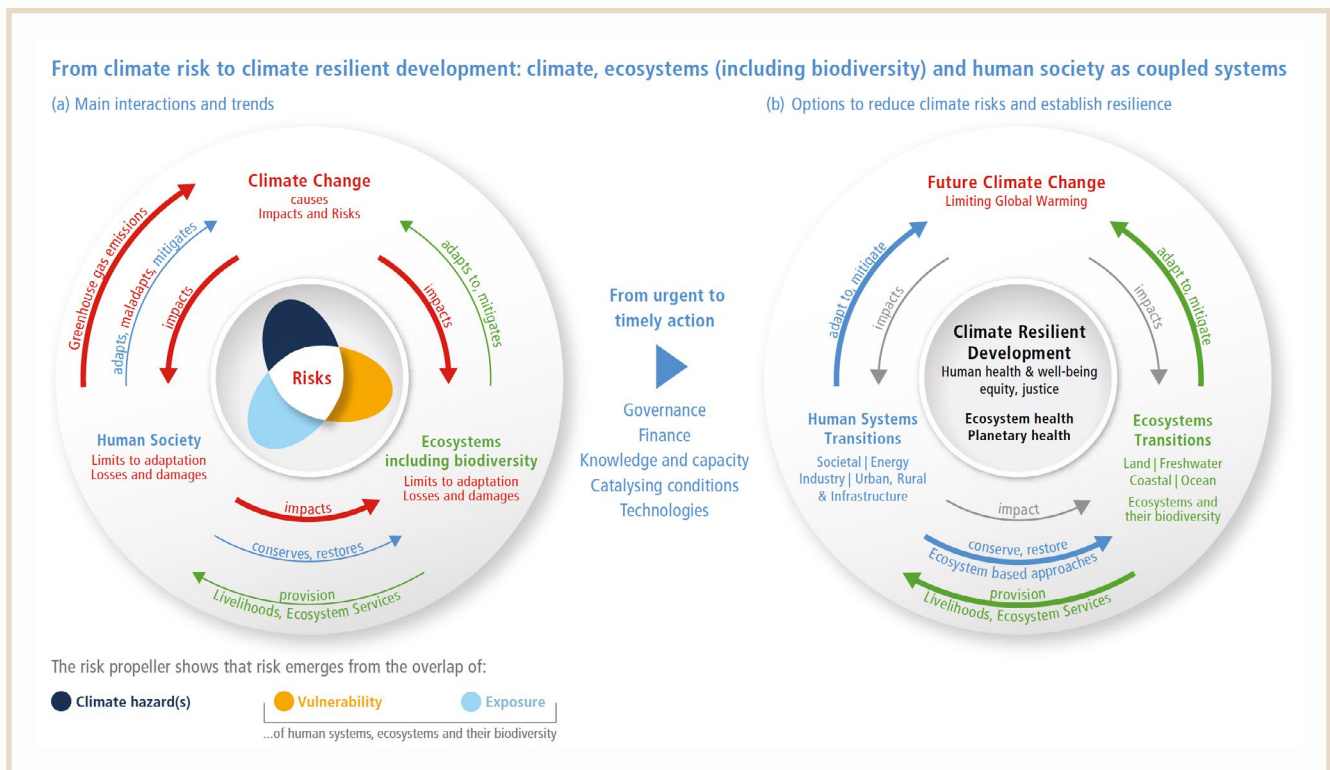 From climate risk to climate resilient development: climate, ecosystems (including biodiversity) and human society as coupled systems
(a) Main interactions and trends
Climate Change
causes
Impacts and Risks
Greenhouse gas emissions
adapts, maladapts, mitigates
impacts
impacts
adapts to, mitigates
Risks
Human Society
Limits to adaptation
Losses and damages
Ecosystems
including biodiversity
Limits to adaptation
Losses and damages
impacts
conserves, restores
provision
Livelihoods, Ecosystem Services
From urgent to
timely action
Governance
Finance
Knowledge and capacity
Catalysing conditions
Technologies
(b) Options to reduce climate risks and establish resilience
Future Climate Change
Limiting Global Warming
adapt to, mitigate
impacts
impacts
adapt to, mitigate
Climate Resilient
Development
Human health & well-being
equity, justice
Ecosystem health
Planetary health
Human Systems
Transitions
Societal | Energy
Industry | Urban, Rural
& Infrastructure
Ecosystems
Transitions
Land | Freshwater
Coastal | Ocean
Ecosystems and
their biodiversity
impact
conserve, restore
Ecosystem based approaches
provision
Livelihoods, Ecosystem Services
The risk propeller shows that risk emerges from the overlap of:
Climate hazard(s)
Vulnerability
Exposure
...of human systems, ecosystems and their biodiversity